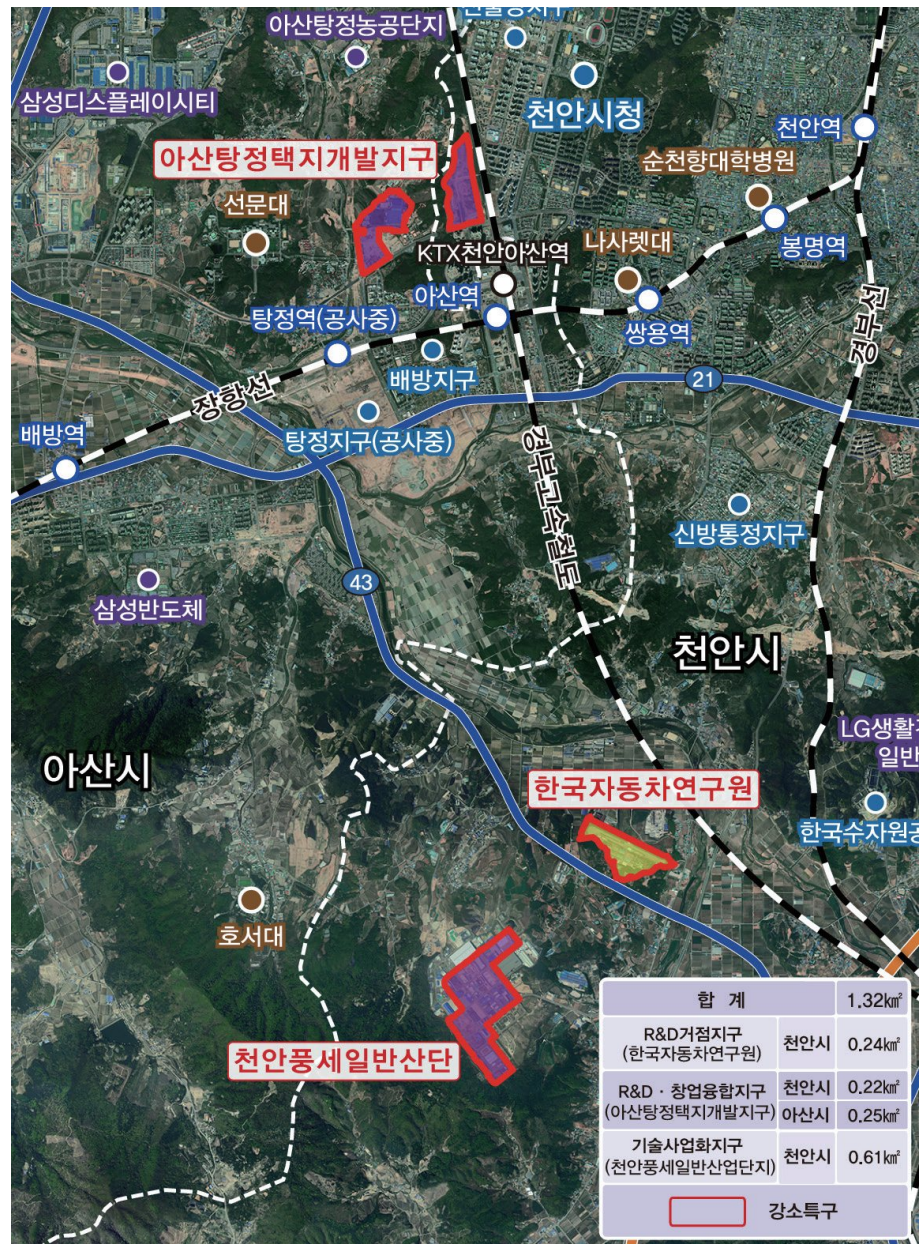 아산탕정농공단지
삼성디스플레이시티
천안시청
천안역
아산탕정택지개발지구
순천향대학병원
선문대
나사렛대
봉명역
KTX천안아산역
아산역
쌍용역
탕정역(공사중)
배방지구
경부선
21
장항선
배방역
탕정지구(공사중)
경부고속철도
신방통정지구
43
삼성반도체
천안시
아산시
LG생활
일반
한국자동차연구원
한국수자원공
호서대
천안풍세일반산단
합 계 1.32㎢
R&D거점지구
(한국자동차연구원) 천안시 0.24㎢
R&D · 창업융합지구
(아산탕정택지개발지구)
천안시 0.22㎢
아산시 0.25㎢
기술사업화지구
(천안풍세일반산업단지) 천안시 0.61㎢
강소특구